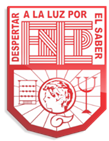 DESPERTAR
A LA LUZ POR
EL SABER
ENP